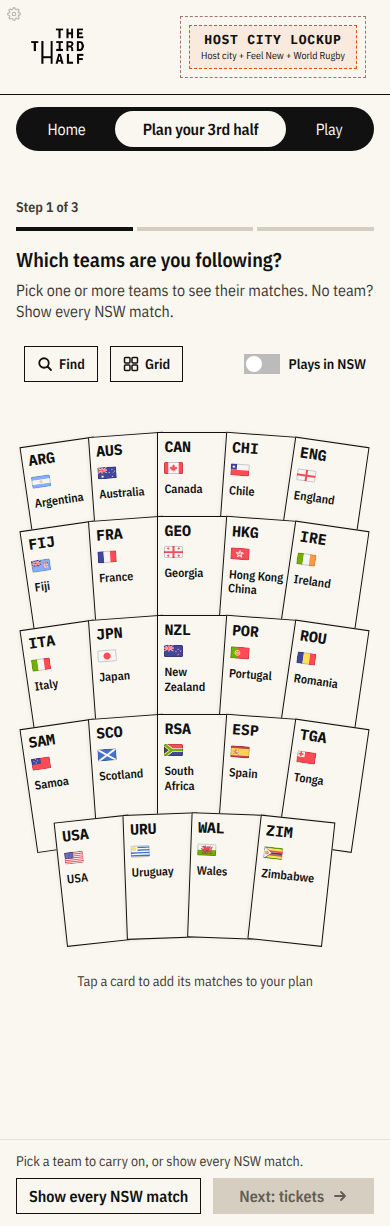 THE
THIRD
HALF
HOST CITY LOCKUP
Host city + Feel New + World Rugby
Home
Plan your 3rd half
Play
Step 1 of 3
Which teams are you following?
Pick one or more teams to see their matches. No team?
Show every NSW match.
Find
Grid
Plays in NSW
ARG
Argentina
AUS
Australia
CAN
Canada
CHI
Chile
ENG
England
FIJ
Fiji
FRA
France
GEO
Georgia
HKG
Hong Kong
China
IRE
Ireland
ITA
Italy
JPN
Japan
NZL
New
Zealand
POR
Portugal
ROU
Romania
SAM
Samoa
SCO
Scotland
RSA
South
Africa
ESP
Spain
TGA
Tonga
USA
USA
URU
Uruguay
WAL
Wales
ZIM
Zimbabwe
Tap a card to add its matches to your plan
Pick a team to carry on, or show every NSW match.
Show every NSW match
Next: tickets →